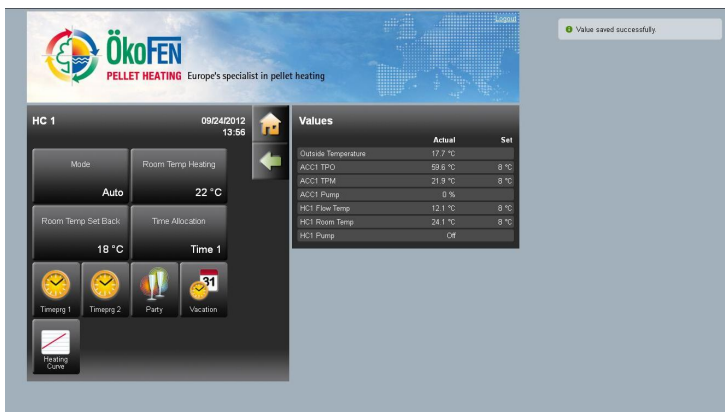 Logout
Value saved successfully.
ÖkoFEN
PELLET HEATING Europe's specialist in pellet heating
HC 1 09/24/2012
13:56
Mode
Auto
Room Temp Heating
22 °C
Room Temp Set Back
18 °C
Time Allocation
Time 1
Timeprg 1
Timeprg 2
Party
31
Vacation
Heating
Curve
Values
Actual Set
Outside Temperature 17.7 °C
ACC1 TPO 59.6 °C 8 °C
ACC1 TPM 21.9 °C 8 °C
ACC1 Pump 0 %
HC1 Flow Temp 12.1 °C 8 °C
HC1 Room Temp 24.1 °C 8 °C
HC1 Pump Off